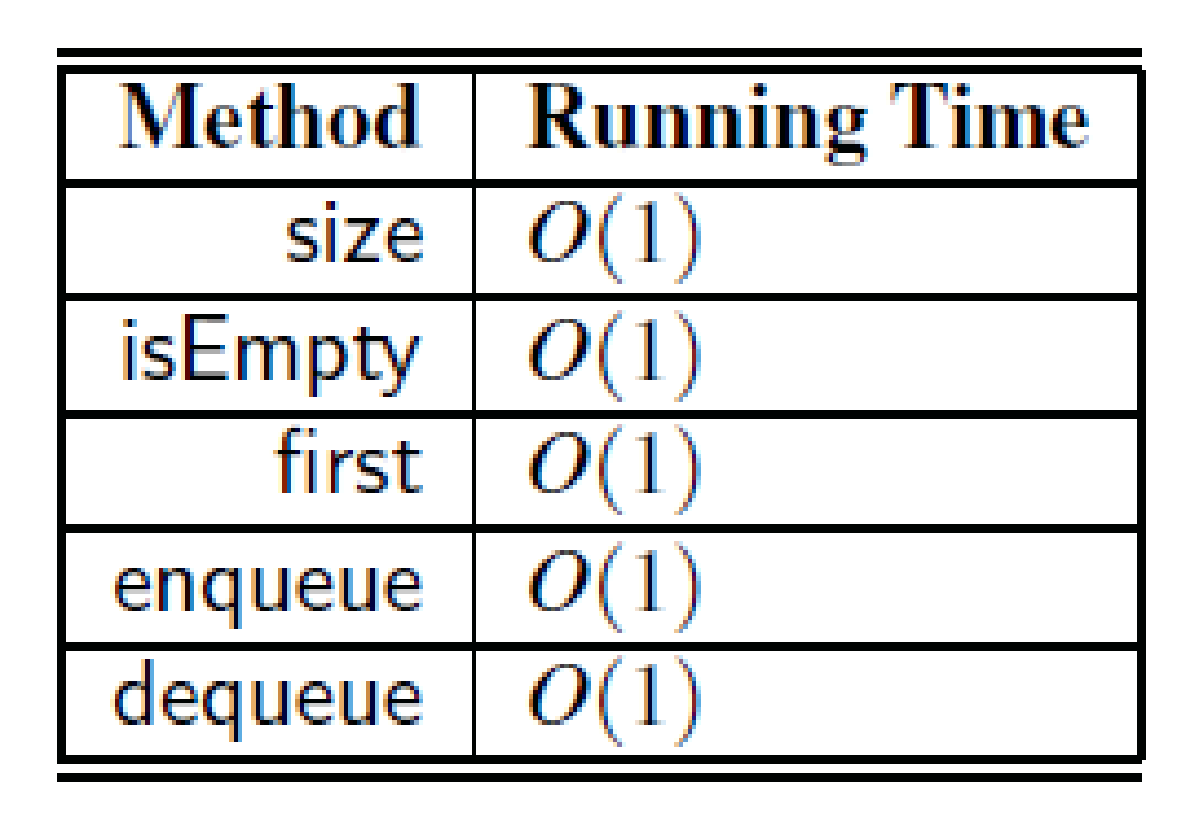 Method Running Time
size O(1)
isEmpty O(1)
first O(1)
enqueue O(1)
dequeue O(1)